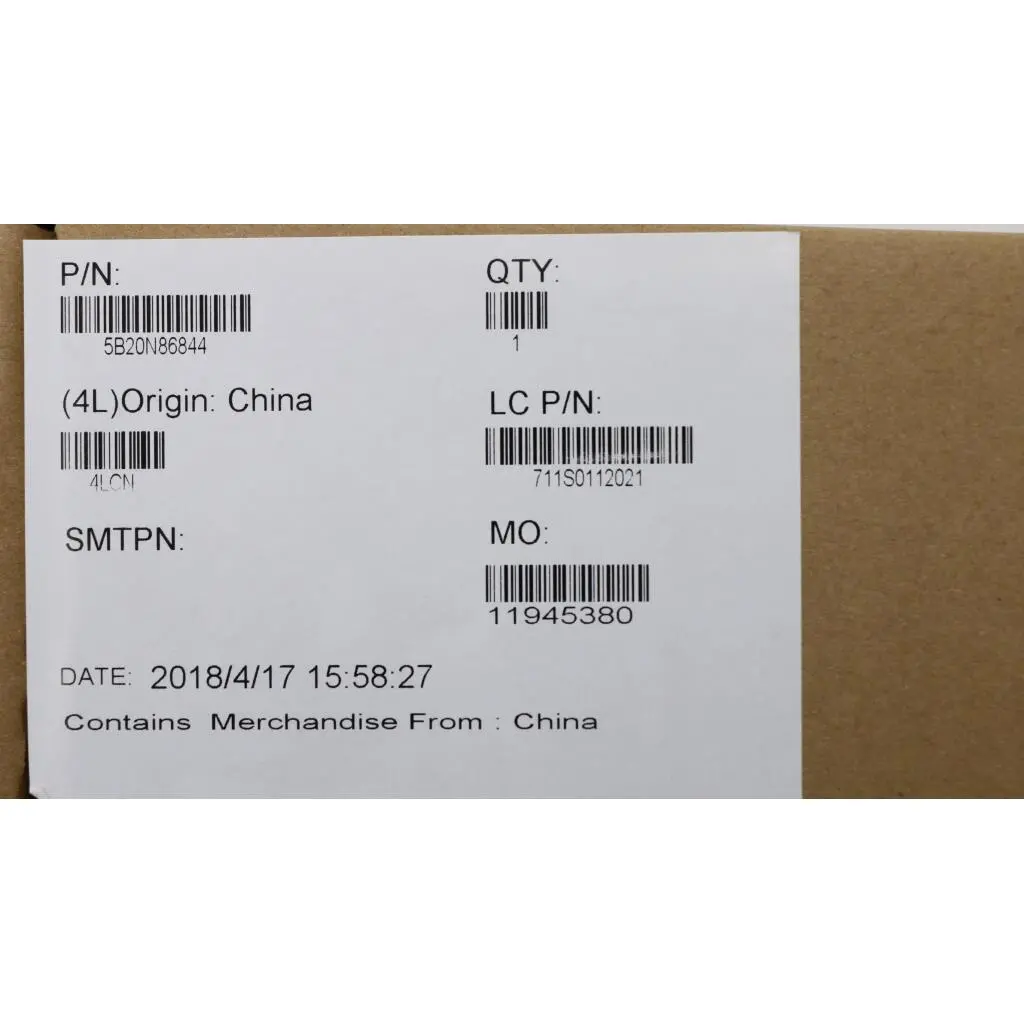 P/N:
5B20N86844
QTY:
1
(4L)Origin: China
4LCN
LC P/N:
711S0112021
SMTPN:
MO:
11945380
DATE: 2018/4/17 15:58:27
Contains Merchandise From : China